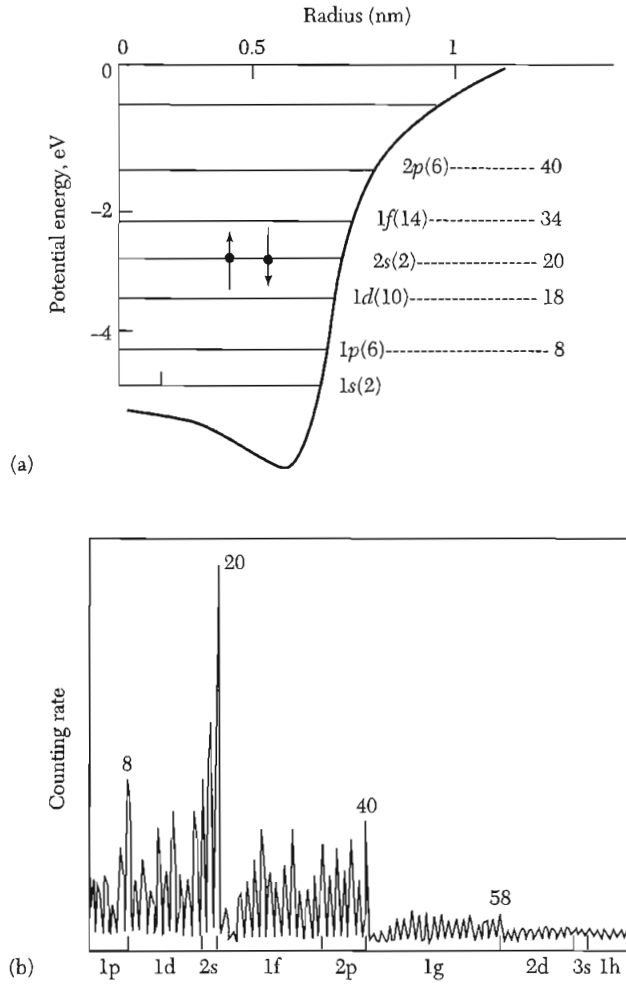 Radius (nm)
0 0.5 1
0
−2
−4
Potential energy, eV
2p(6) 40
1f(14) 34
2s(2) 20
1d(10) 18
1p(6) 8
1s(2)
(a)
20
8
40
58
Counting rate
(b)
1p 1d 2s 1f 2p 1g 2d 3s 1h